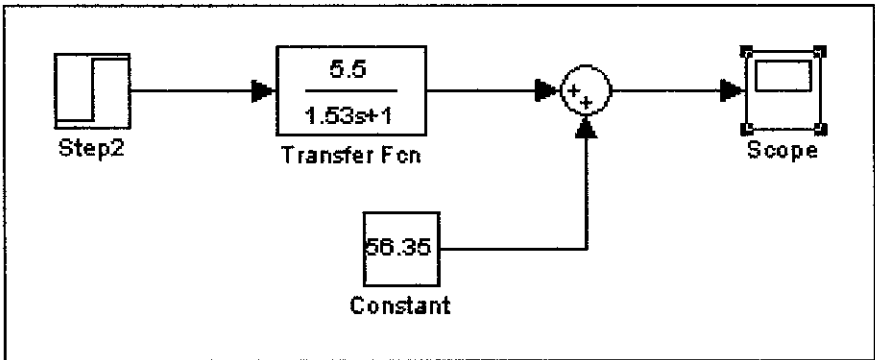 5.5
1.53s+1
Step2
Transfer Fcn
+
+
Scope
56.35
Constant